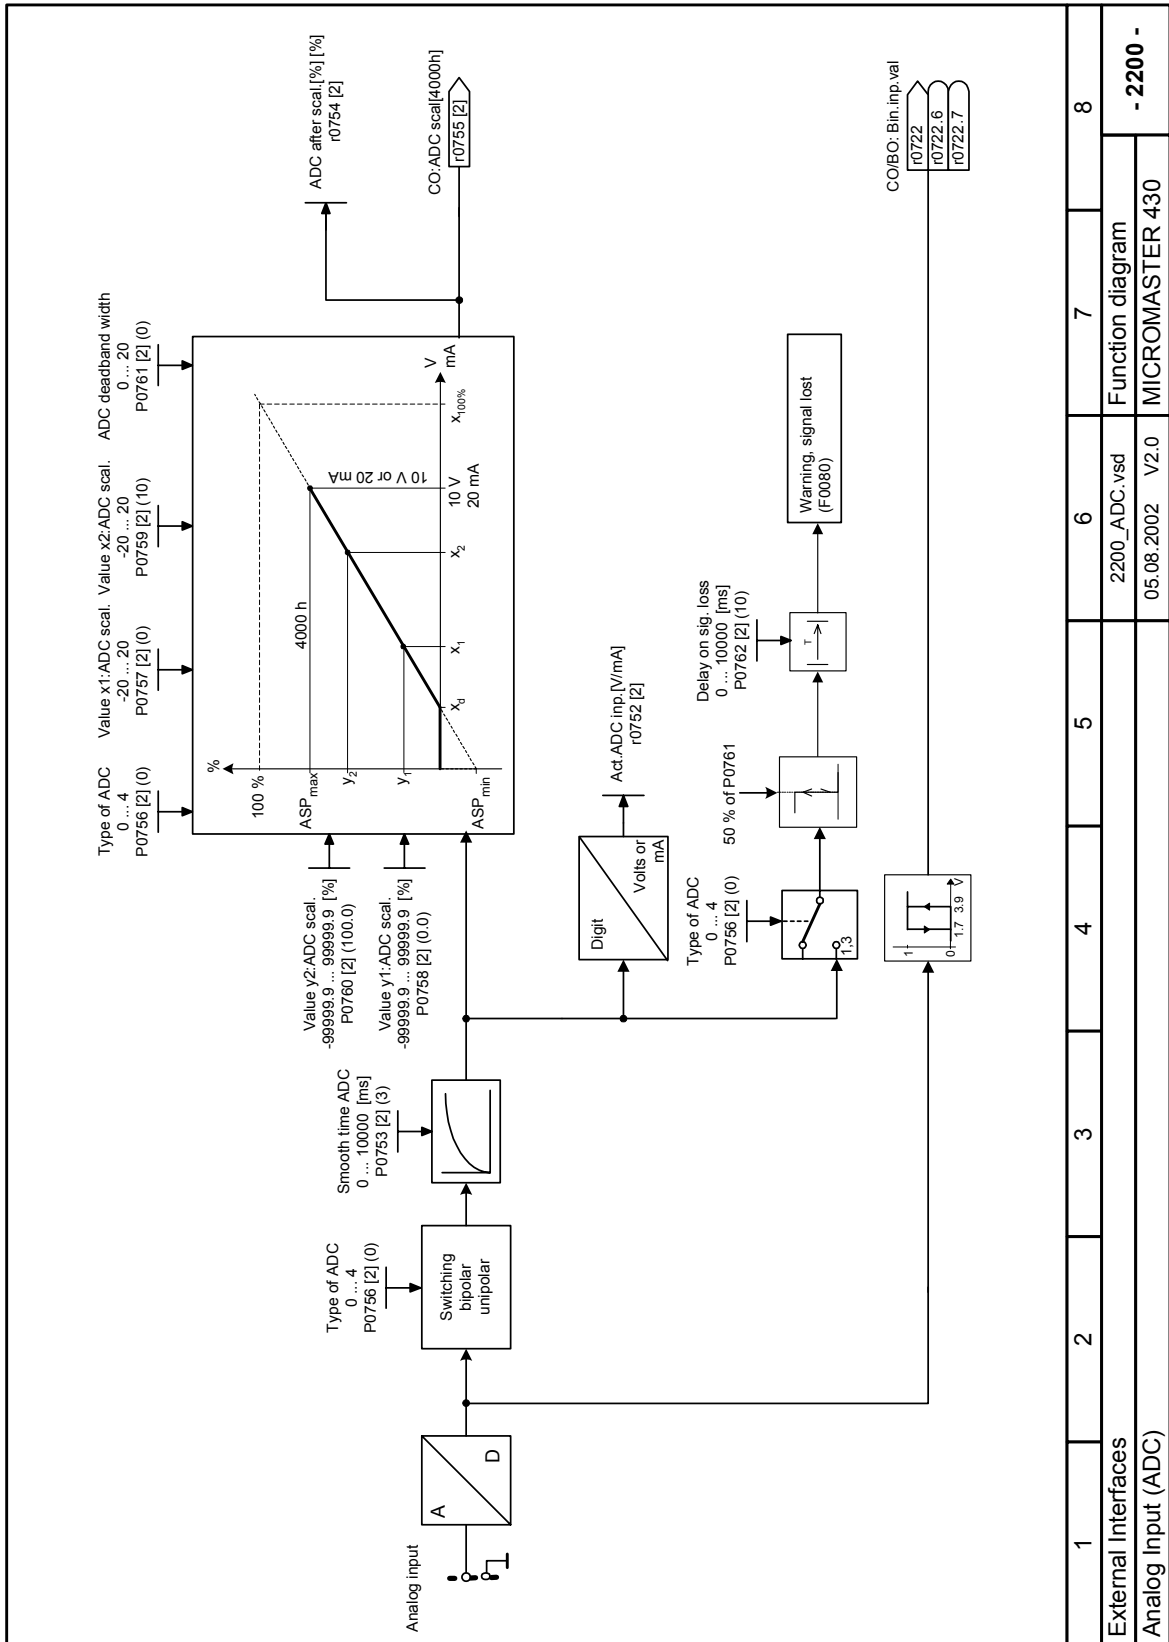 Type of ADC
0 ... 4
P0756 [2] (0)
Value x1:ADC scal.
-20 ... 20
P0757 [2] (0)
Value x2:ADC scal.
-20 ... 20
P0759 [2] (10)
ADC deadband width
0 ... 20
P0761 [2] (0)
Value y2:ADC scal.
-99999.9 ... 99999.9 [%]
P0760 [2] (100.0)
Value y1:ADC scal.
-99999.9 ... 99999.9 [%]
P0758 [2] (0.0)
%
100 %
ASPmax
y2
y1
ASPmin
4000 h
10 V or 20 mA
xd
x1
x2
10 V
20 mA
x100%
V
mA
ADC after scal.[%] [%]
r0754 [2]
CO:ADC scal[4000h]
r0755 [2]
Analog input
A
D
Type of ADC
0 ... 4
P0756 [2] (0)
Switching
bipolar
unipolar
Smooth time ADC
0 ... 10000 [ms]
P0753 [2] (3)
Digit
Volts or
mA
Act.ADC inp.[V/mA]
r0752 [2]
Type of ADC
0 ... 4
P0756 [2] (0)
1,3
50 % of P0761
Delay on sig. loss
0 ... 10000 [ms]
P0762 [2] (10)
T
Warning, signal lost
(F0080)
1
0
1.7 3.9 V
CO/BO: Bin.inp.val
r0722
r0722.6
r0722.7
1 2 3 4 5 6 7 8
External Interfaces
2200_ADC.vsd
Function diagram
- 2200 -
Analog Input (ADC)
05.08.2002 V2.0
MICROMASTER 430